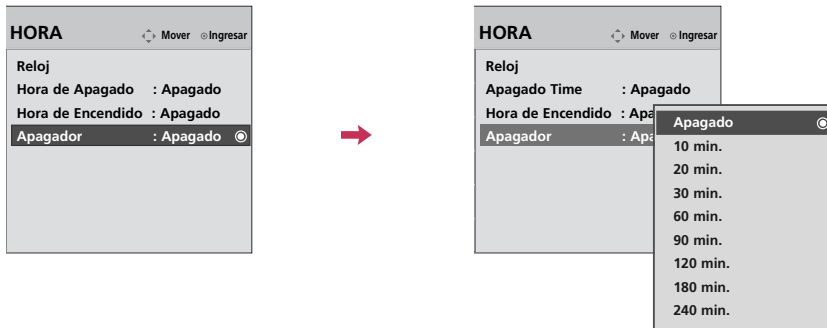 HORA Mover Ingresar
Reloj
Hora de Apagado : Apagado
Hora de Encendido : Apagado
Apagador : Apagado
HORA Mover Ingresar
Reloj
Apagado Time : Apagado
Hora de Encendido : Apa
Apagador : Apa
Apagado
10 min.
20 min.
30 min.
60 min.
90 min.
120 min.
180 min.
240 min.